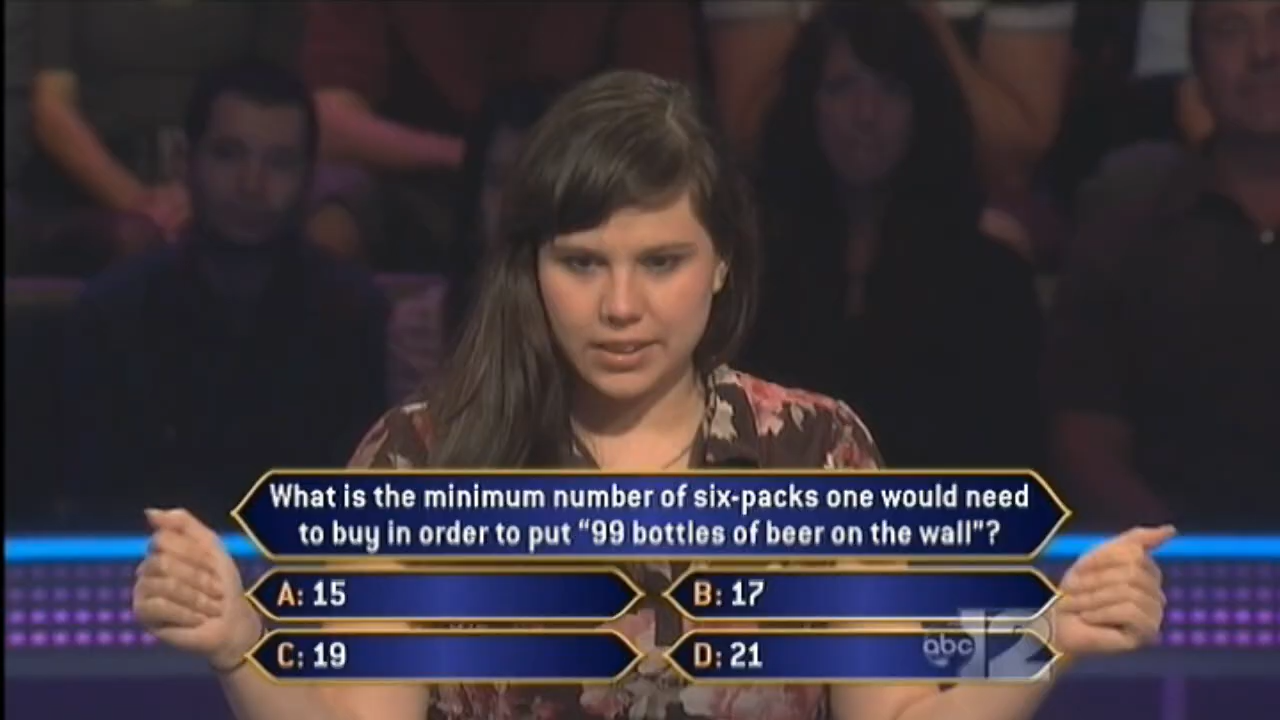 What is the minimum number of six-packs one would need
to buy in order to put “99 bottles of beer on the wall”?
A: 15
B: 17
C: 19
D: 21
abc 12